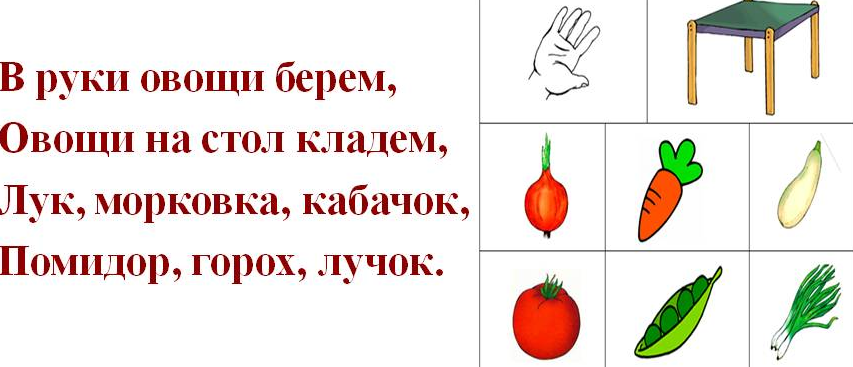 В руки овощи берем,
Овощи на стол кладем,
Лук, морковка, кабачок,
Помидор, горох, лучок.